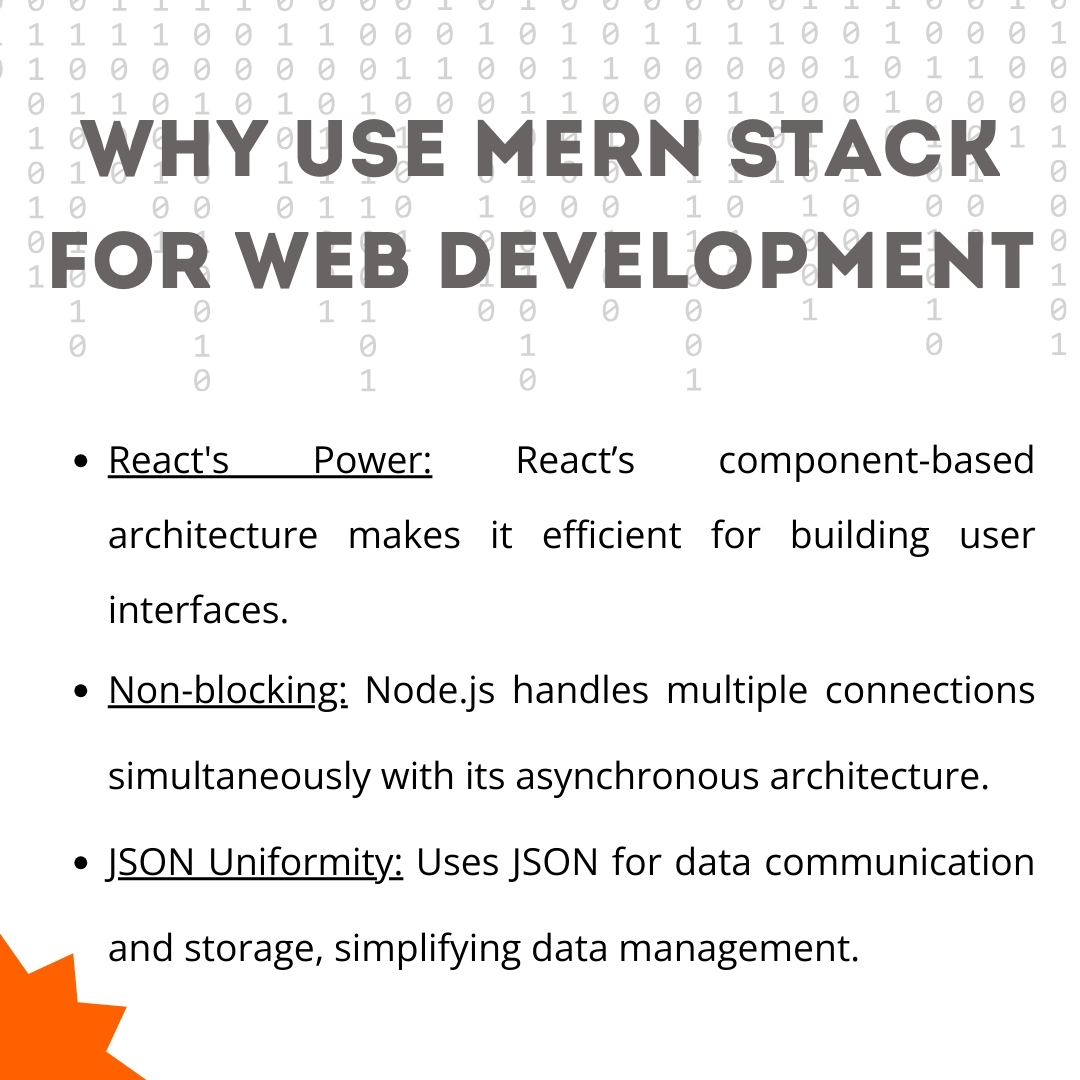 WHY USE MERN STACK
FOR WEB DEVELOPMENT
• React's Power: React’s component-based
architecture makes it efficient for building user
interfaces.
• Non-blocking: Node.js handles multiple connections
simultaneously with its asynchronous architecture.
• JSON Uniformity: Uses JSON for data communication
and storage, simplifying data management.